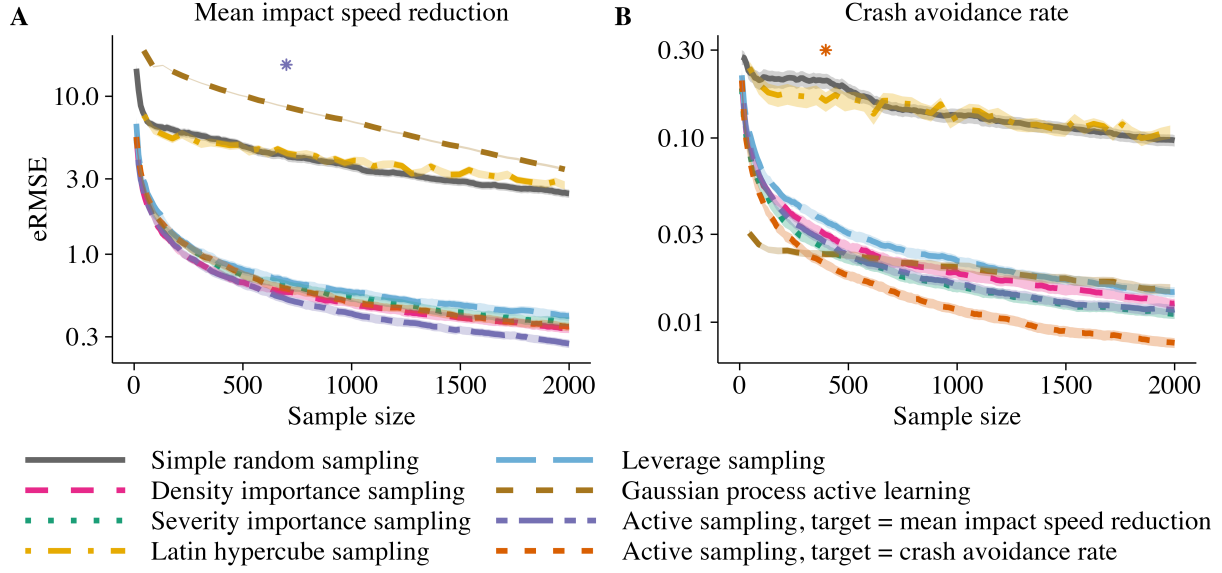 A Mean impact speed reduction
B Crash avoidance rate
eRMSE
10.0
3.0
1.0
0.3
0 500 1000 1500 2000
Sample size
0.30
0.10
0.03
0.01
0 500 1000 1500 2000
Sample size
Simple random sampling
Density importance sampling
Severity importance sampling
Latin hypercube sampling
Leverage sampling
Gaussian process active learning
Active sampling, target = mean impact speed reduction
Active sampling, target = crash avoidance rate